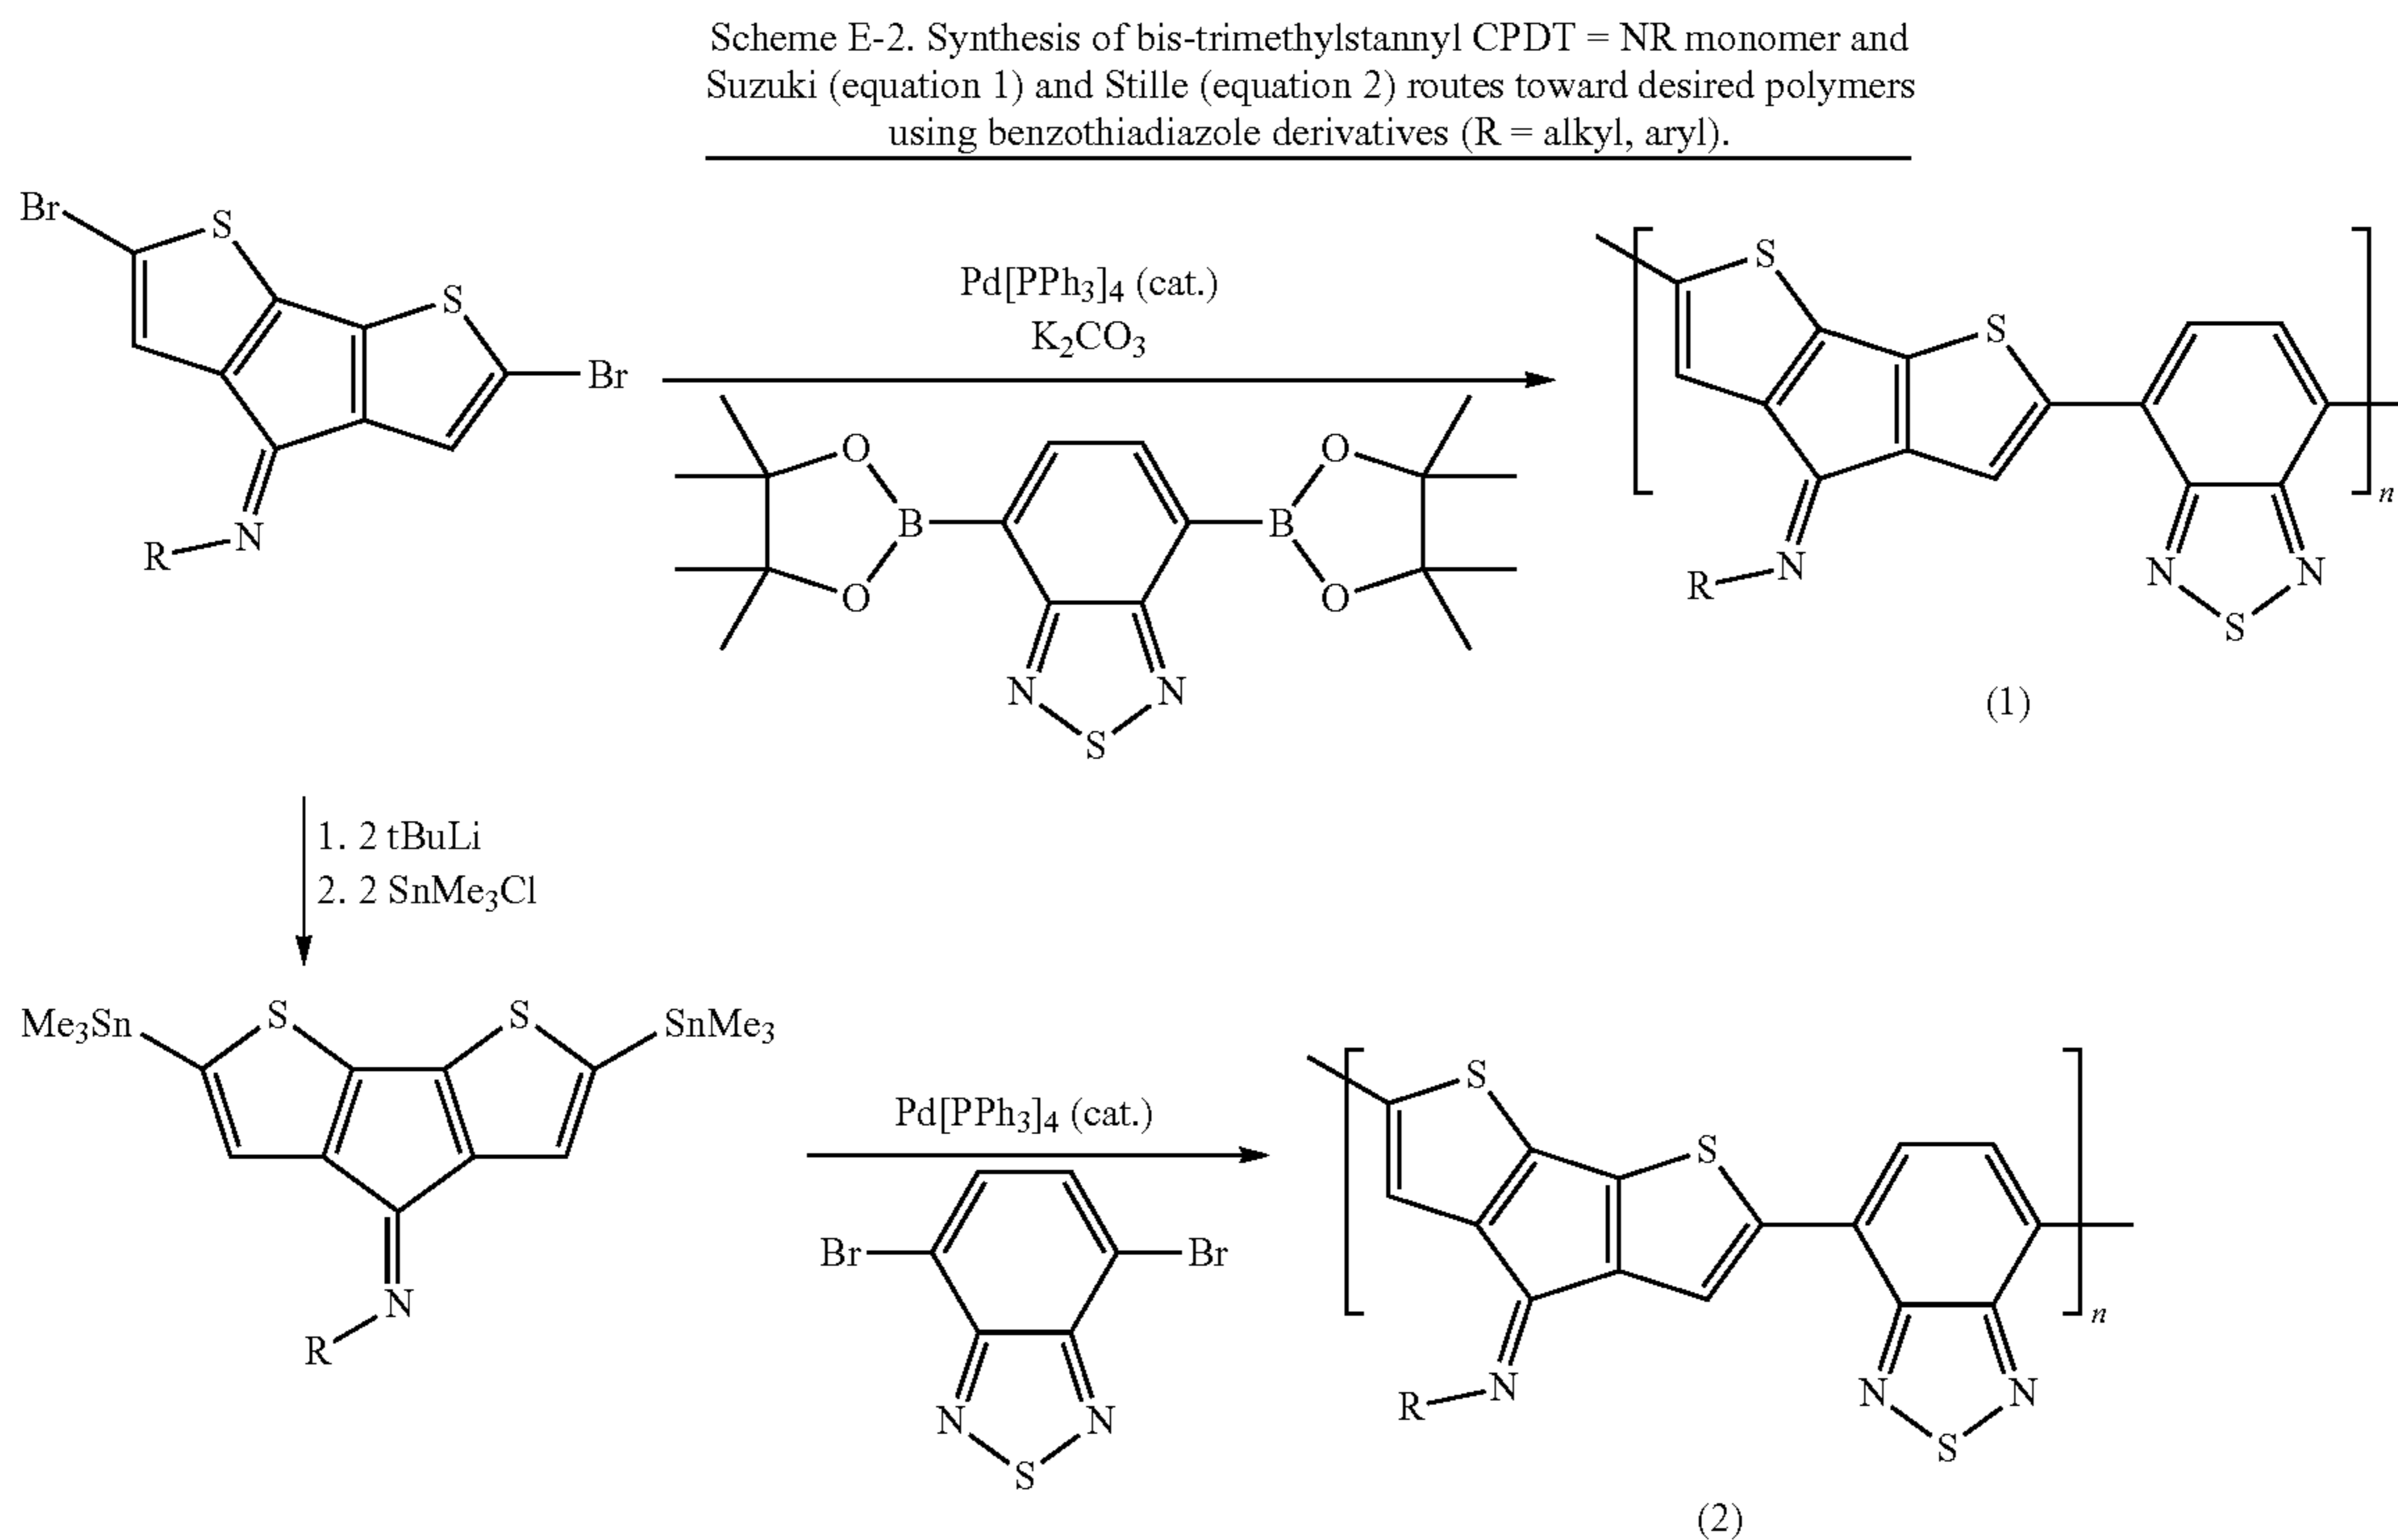 Scheme E-2. Synthesis of bis-trimethylstannyl CPDT = NR monomer and
Suzuki (equation 1) and Stille (equation 2) routes toward desired polymers
using benzothiadiazole derivatives (R = alkyl, aryl).
Br
S
S
Br
N
R
Pd[PPh3]4 (cat.)
K2CO3
O
O
B
B
O
O
N
N
S
S
S
N
R
N
N
S
n
(1)
1. 2 tBuLi
2. 2 SnMe3Cl
Me3Sn
S
S
SnMe3
N
R
Pd[PPh3]4 (cat.)
Br
Br
N
N
S
S
S
N
R
N
N
S
n
(2)